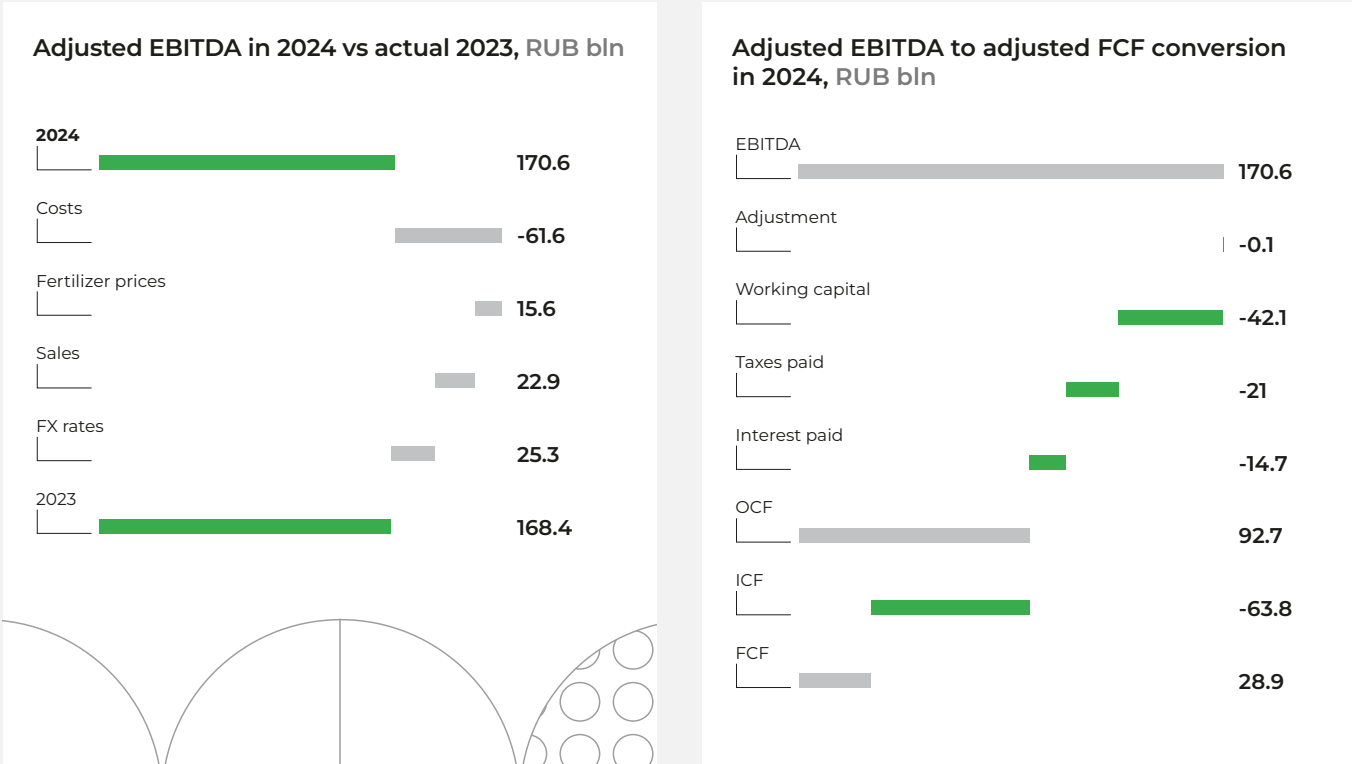 Adjusted EBITDA in 2024 vs actual 2023, RUB bln
2024
170.6
Costs
-61.6
Fertilizer prices
15.6
Sales
22.9
FX rates
25.3
2023
168.4
Adjusted EBITDA to adjusted FCF conversion
in 2024, RUB bln
EBITDA
170.6
Adjustment
-0.1
Working capital
-42.1
Taxes paid
-21
Interest paid
-14.7
OCF
92.7
ICF
-63.8
FCF
28.9